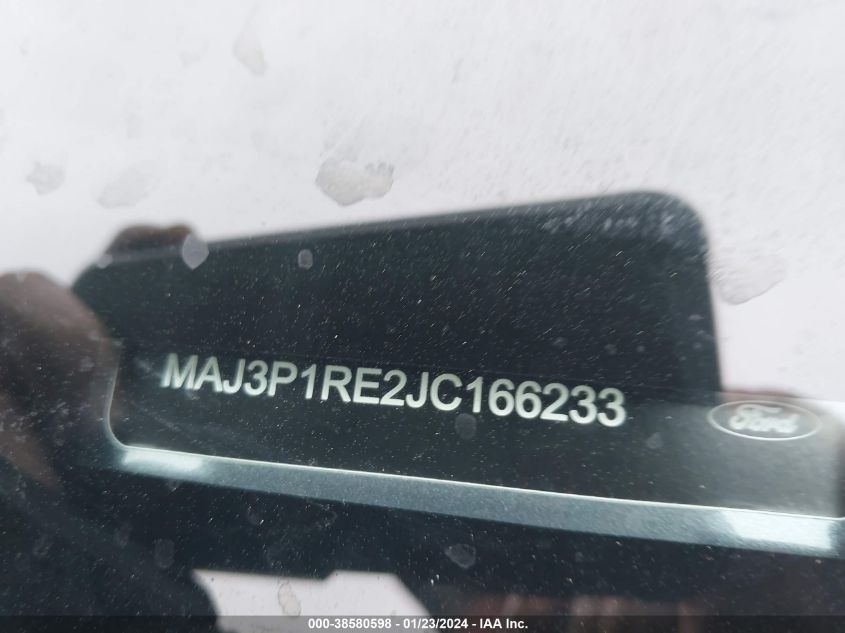 MAJ3P1RE2JC166233
Ford
000-38580598 - 01/23/2024 - IAA Inc.